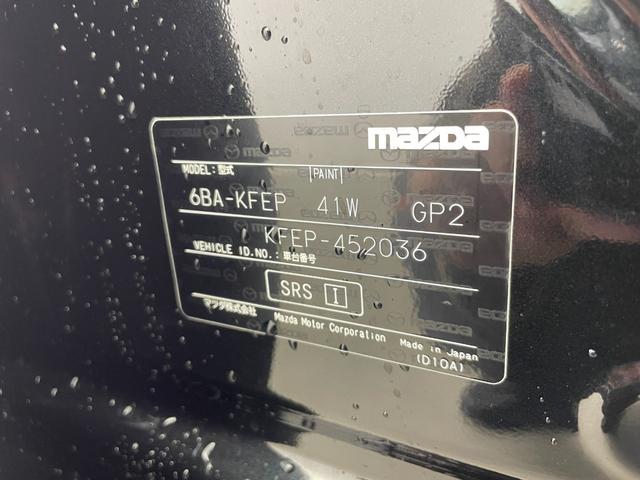 mazda
MODEL:型式 PAINT
6BA-KFEP 41W GP2
KFEP-452036
VEHICLE ID.NO.:車台番号
SRS I
マツダ株式会社 Mazda Motor Corporation Made in Japan
(D10A)